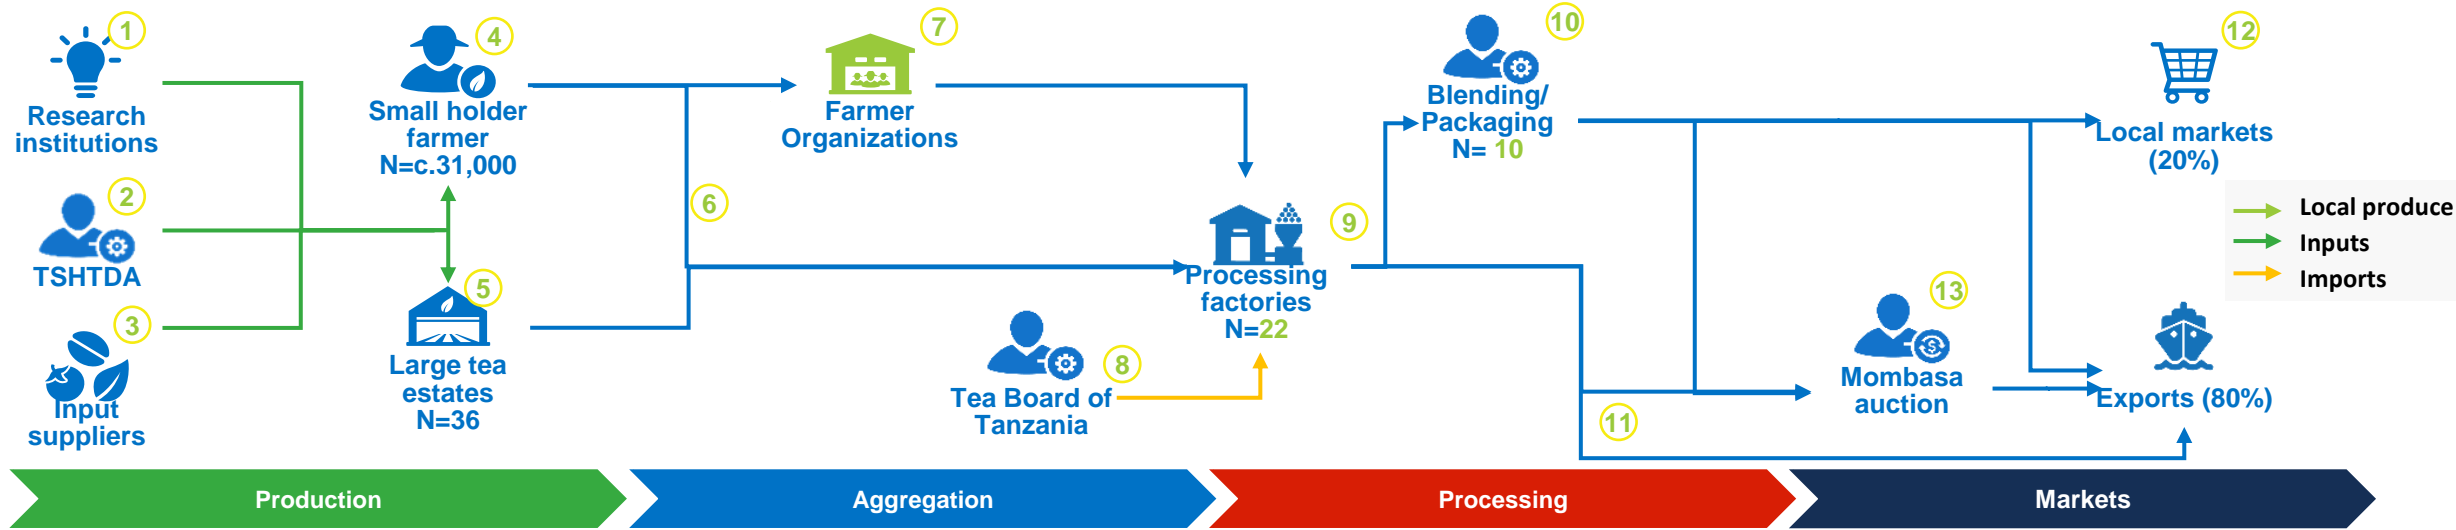 1
Research
institutions
2
TSHTDA
3
Input
suppliers
4
Small holder
farmer
N=c.31,000
5
Large tea
estates
N=36
6
7
Farmer
Organizations
8
Tea Board of
Tanzania
9
Processing
factories
N=22
10
Blending/
Packaging
N= 10
11
12
Local markets
(20%)
13
Mombasa
auction
Exports (80%)
Local produce
Inputs
Imports
Production
Aggregation
Processing
Markets